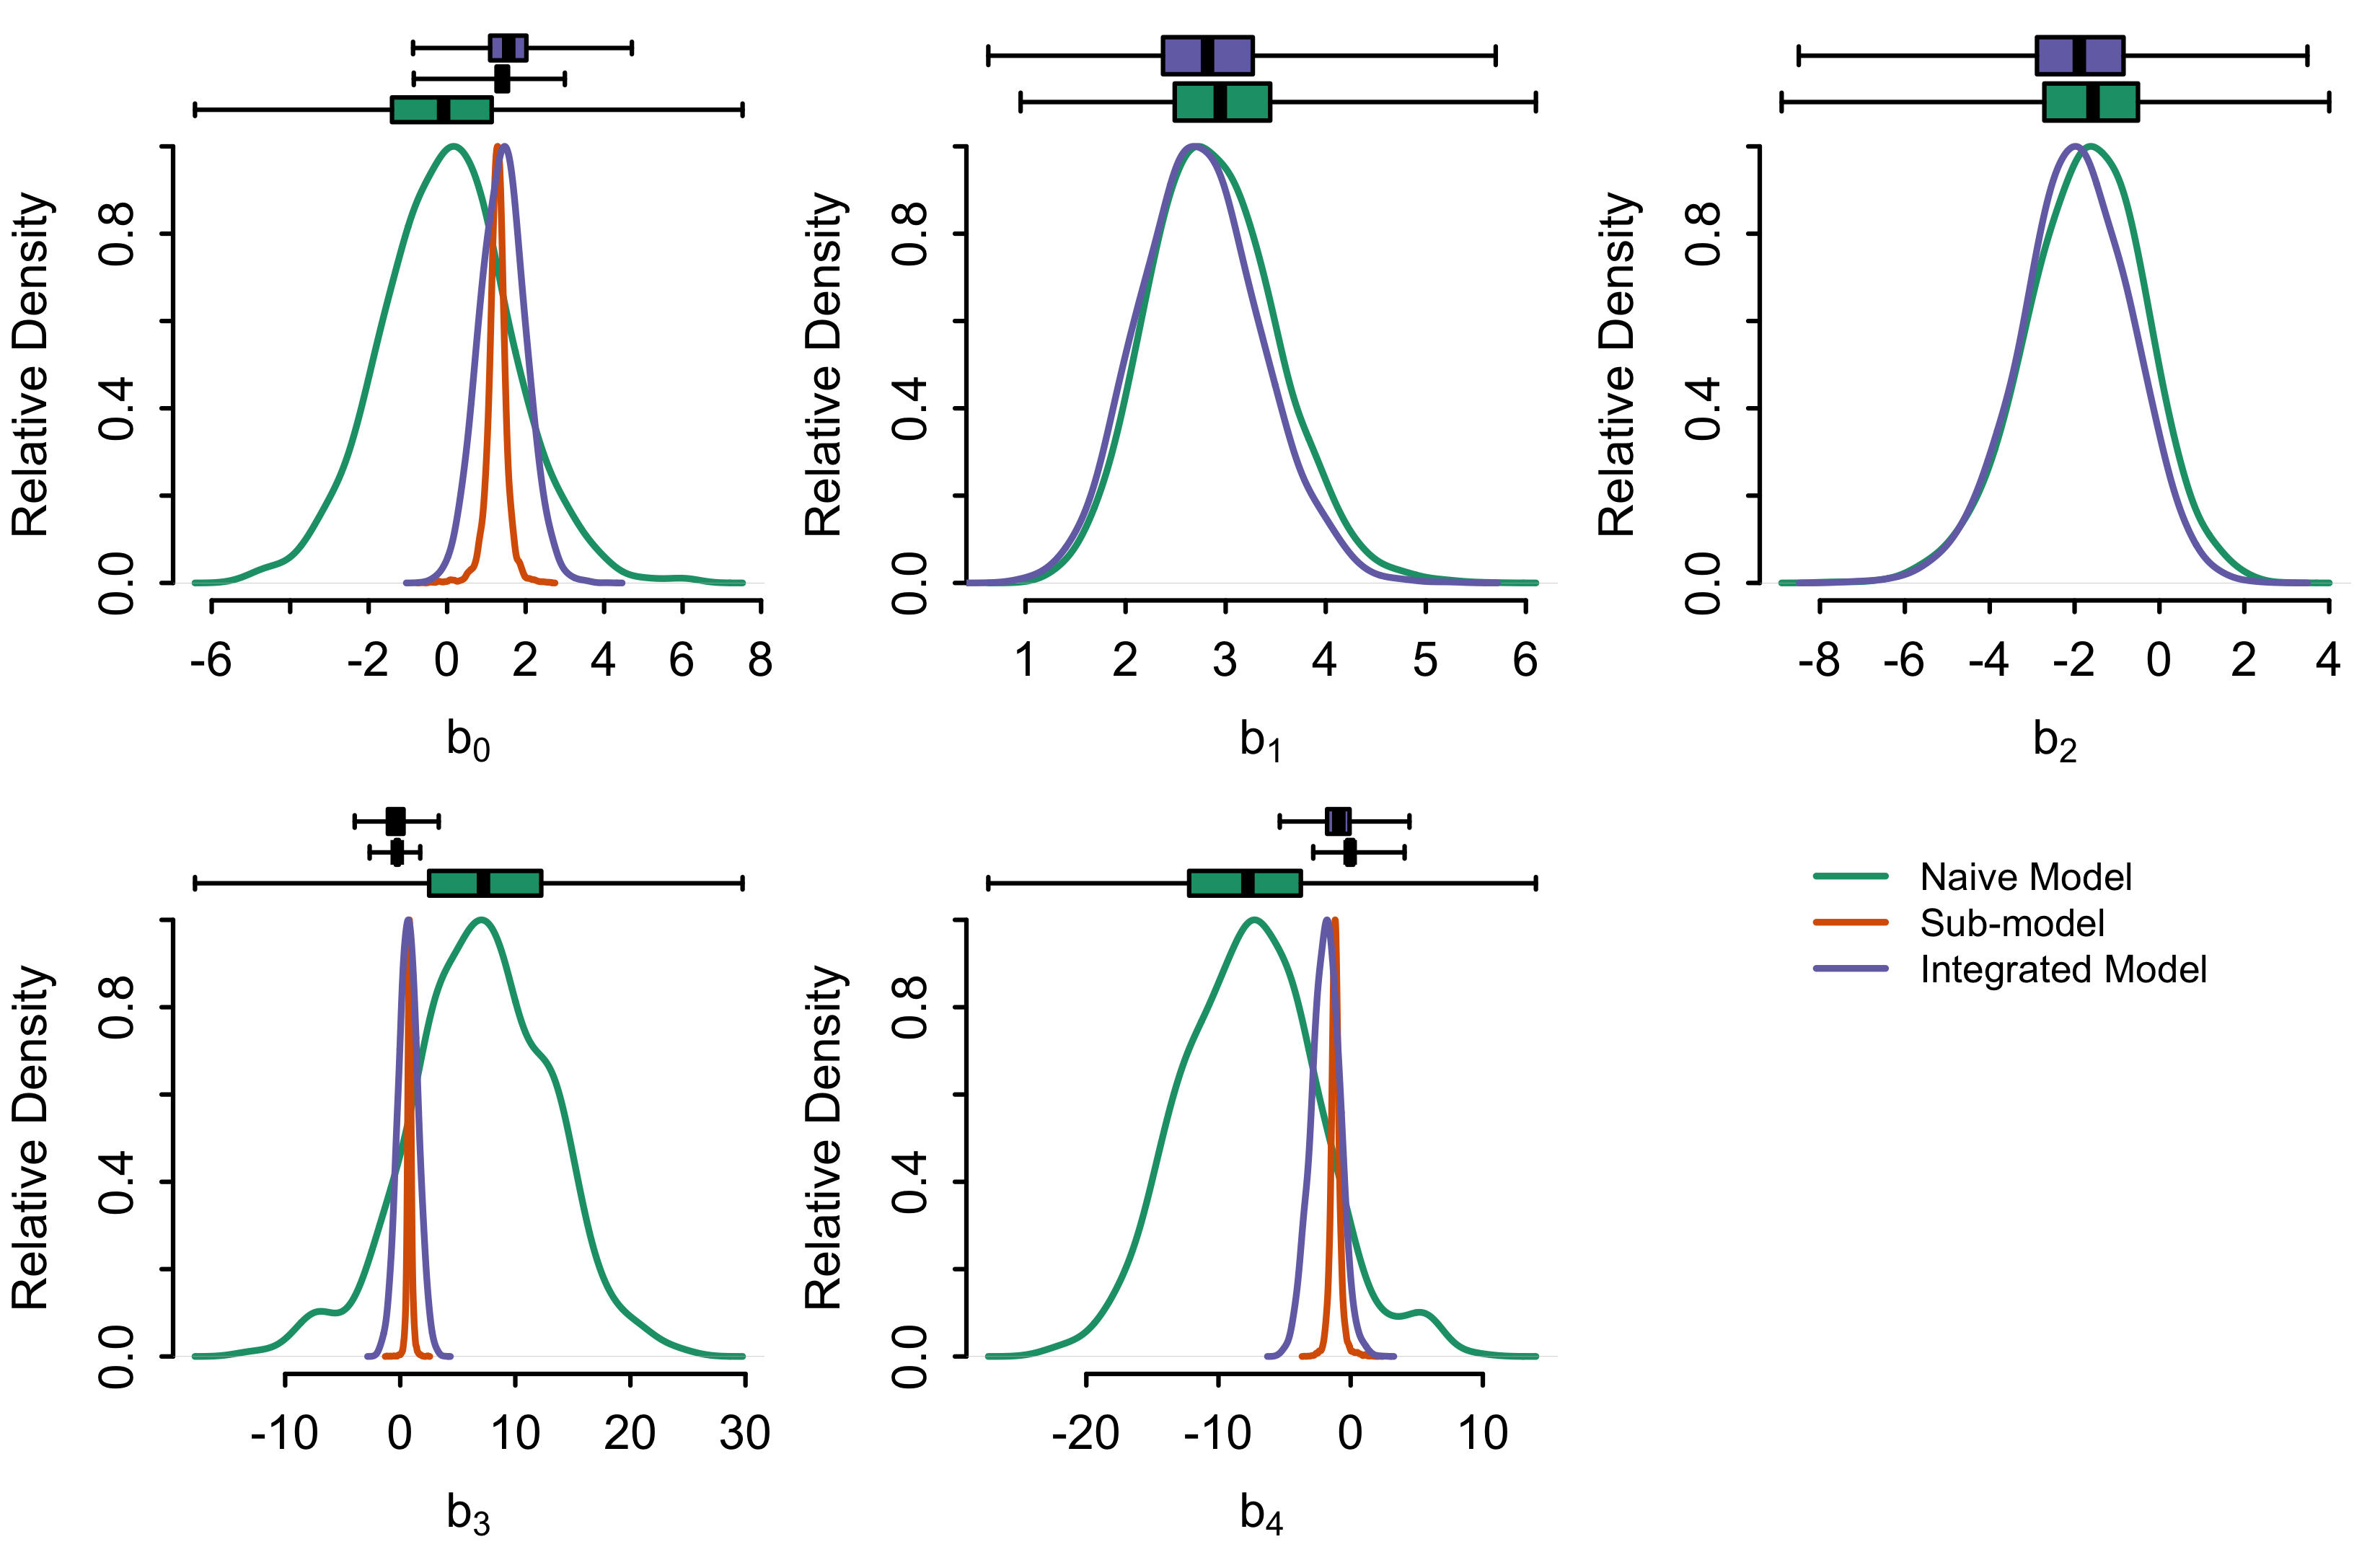 Relative Density
0.0 0.4 0.8
-6 -2 0 2 4 6 8
b0
Relative Density
0.0 0.4 0.8
1 2 3 4 5 6
b1
Relative Density
0.0 0.4 0.8
-8 -6 -4 -2 0 2 4
b2
Relative Density
0.0 0.4 0.8
-10 0 10 20 30
b3
Relative Density
0.0 0.4 0.8
-20 -10 0 10
b4
Naive Model
Sub-model
Integrated Model